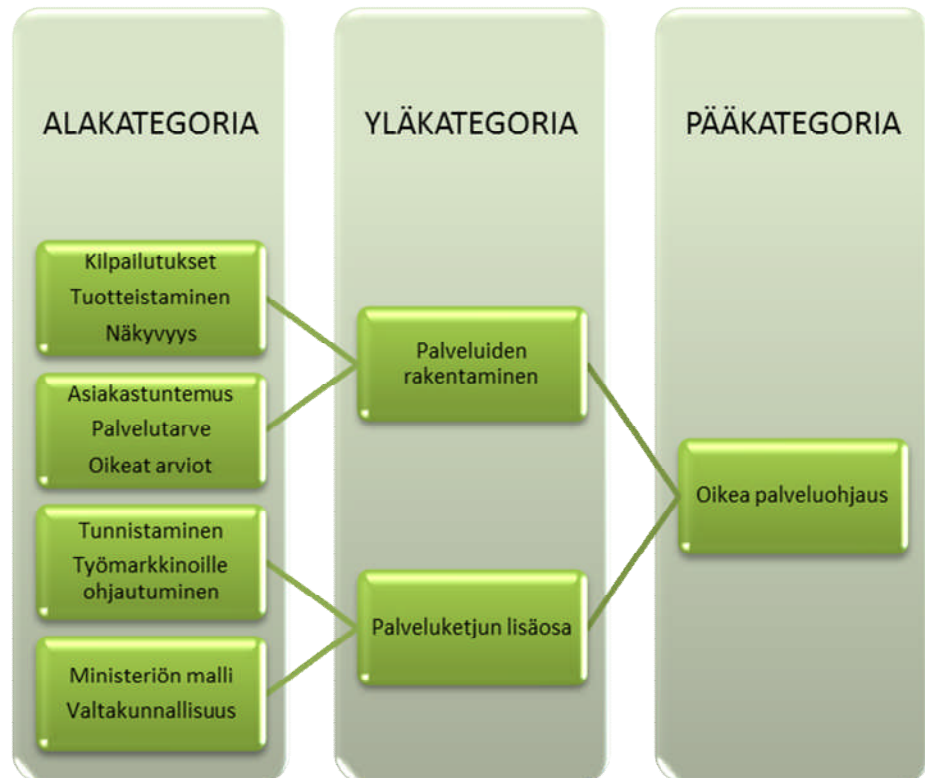 ALAKATEGORIA
YLÄKATEGORIA
PÄÄKATEGORIA
Kilpailutukset
Tuotteistaminen
Näkyvyys
Asiakastuntemus
Palvelutarve
Oikeat arviot
Tunnistaminen
Työmarkkinoille
ohjautuminen
Ministeriön malli
Valtakunnallisuus
Palveluiden
rakentaminen
Palveluketjun lisäosa
Oikea palveluohjaus